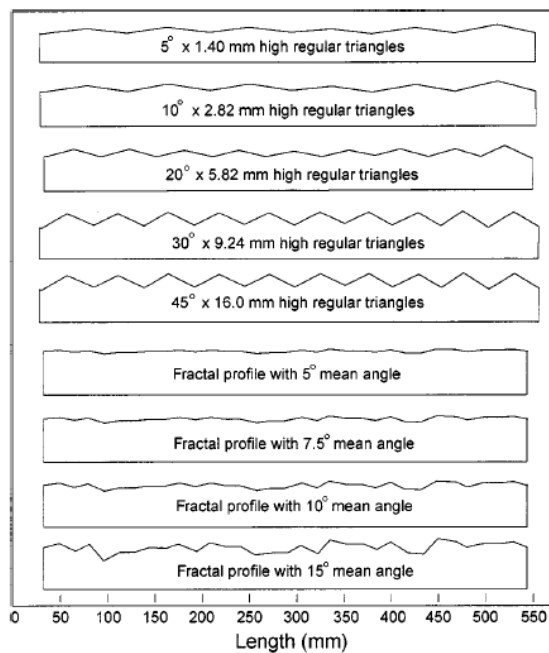 5° x 1.40 mm high regular triangles
10° x 2.82 mm high regular triangles
20° x 5.82 mm high regular triangles
30° x 9.24 mm high regular triangles
45° x 16.0 mm high regular triangles
Fractal profile with 5° mean angle
Fractal profile with 7.5° mean angle
Fractal profile with 10° mean angle
Fractal profile with 15° mean angle
0 50 100 150 200 250 300 350 400 450 500 550
Length (mm)